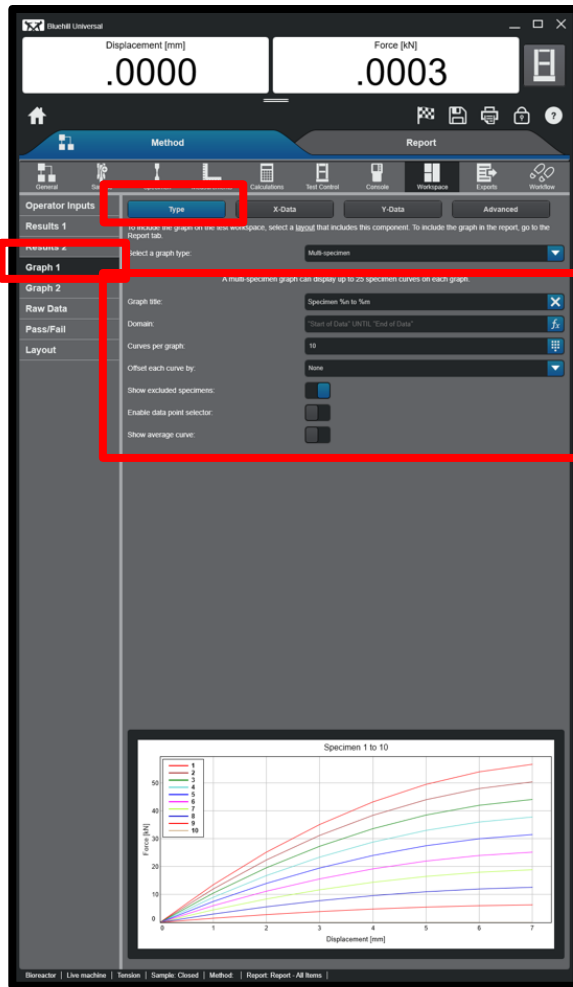 Bluehill Universal
Displacement [mm]
.0000
Force [kN]
.0003
Method
Report
General
Calculations
Test Control
Console
Workspace
Exports
Workflow
Operator Inputs
Results 1
Results 2
Graph 1
Graph 2
Raw Data
Pass/Fail
Layout
Type
X-Data
Y-Data
Advanced
To include the graph on the test workspace, select a layout that includes this component. To include the graph in the report, go to the
Report tab.
Select a graph type:
Multi-specimen
A multi-specimen graph can display up to 25 specimen curves on each graph.
Graph title:
Specimen %n to %m
Domain:
"Start of Data" UNTIL "End of Data"
fx
Curves per graph:
10
Offset each curve by:
None
Show excluded specimens:
Enable data point selector:
Show average curve:
Specimen 1 to 10
1
2
3
4
5
6
7
8
9
10
Force [kN]
50
40
30
20
10
0
0 1 2 3 4 5 6 7
Displacement [mm]
Bioreactor | Live machine | Tension | Sample: Closed | Method: | Report: Report - All Items |